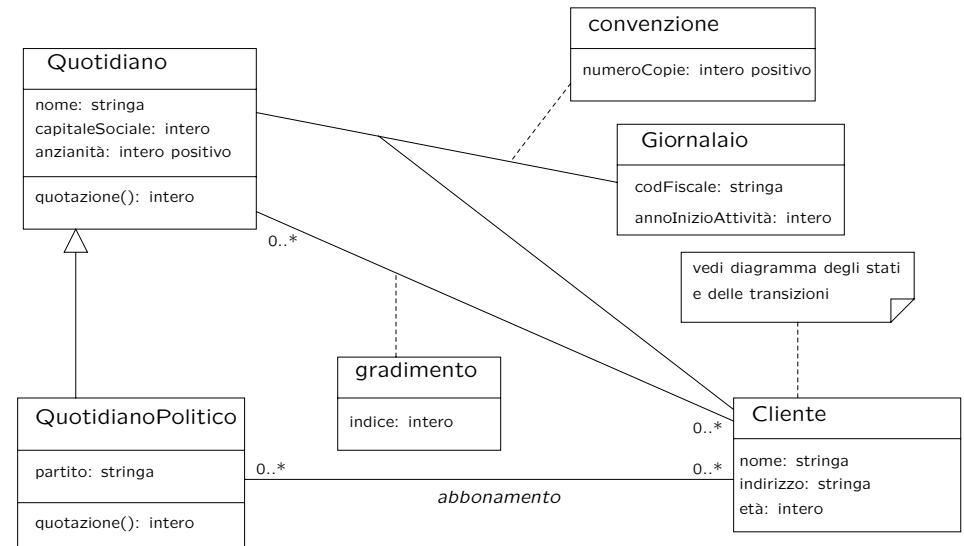 convenzione
numeroCopie: intero positivo
Quotidiano
nome: stringa
capitaleSociale: intero
anzianità: intero positivo
quotazione(): intero
Giornalaio
codFiscale: stringa
annoInizioAttività: intero
0..*
vedi diagramma degli stati
e delle transizioni
gradimento
indice: intero
QuotidianoPolitico
partito: stringa
quotazione(): intero
0..*
0..*
0..*
abbonamento
Cliente
nome: stringa
indirizzo: stringa
età: intero